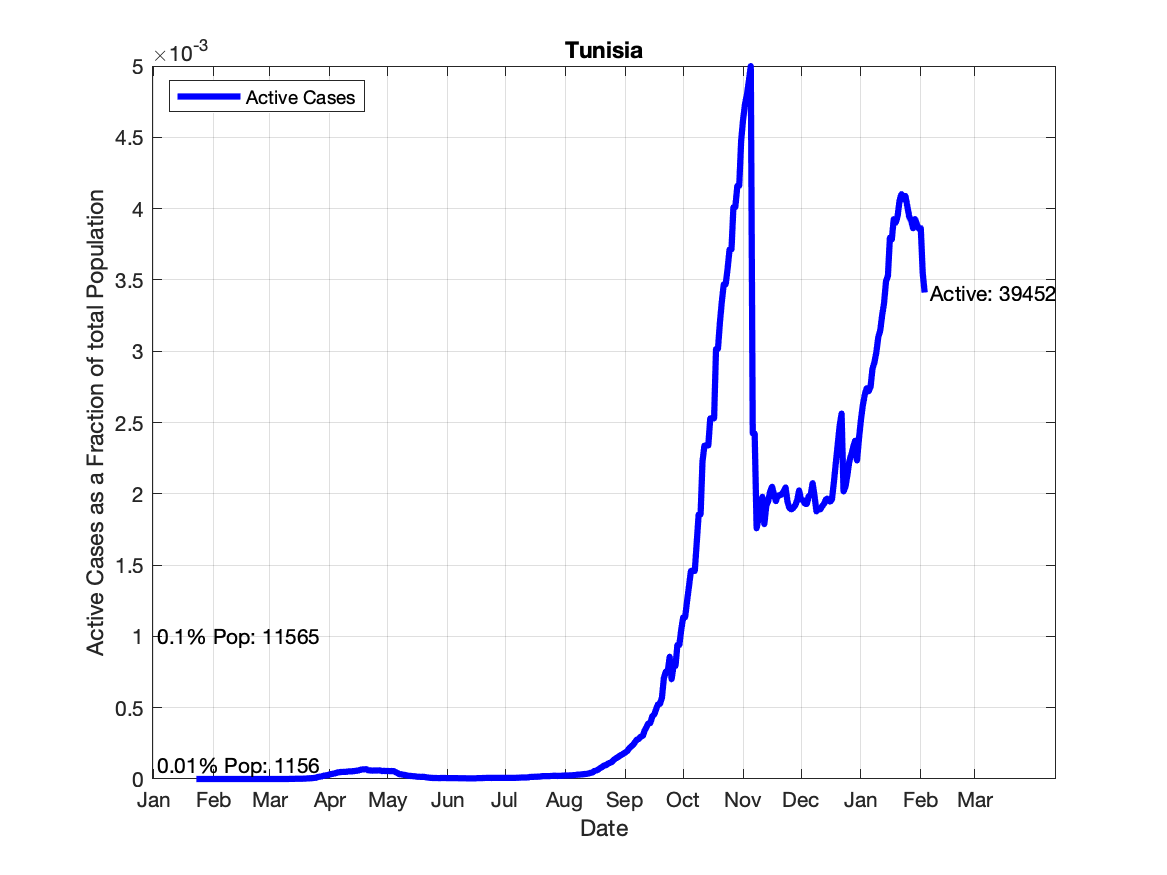 Tunisia
×10-3
Active Cases
5
4.5
4
3.5
3
2.5
2
1.5
1
0.5
0
Active Cases as a Fraction of total Population
Active: 39452
0.1% Pop: 11565
0.01% Pop: 1156
Jan Feb Mar Apr May Jun Jul Aug Sep Oct Nov Dec Jan Feb Mar
Date